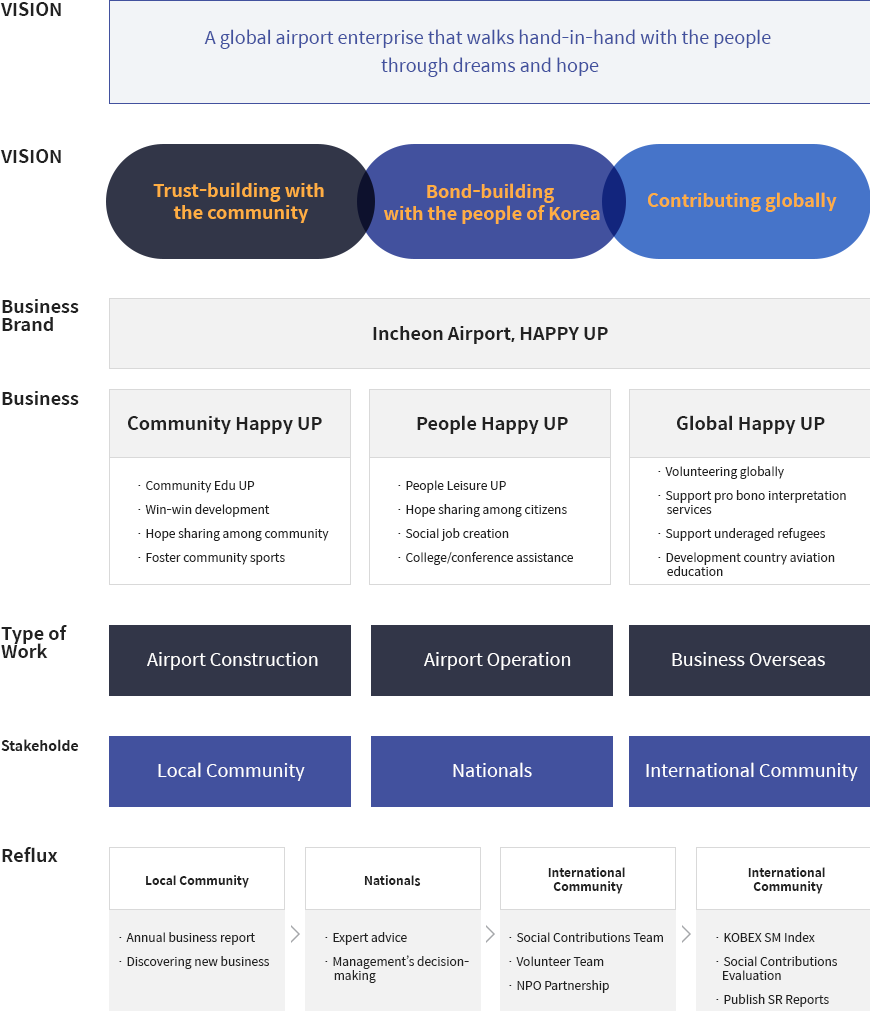 VISION
A global airport enterprise that walks hand-in-hand with the people
through dreams and hope
VISION
Trust-building with
the community
Bond-building
with the people of Korea
Contributing globally
Business
Brand
Incheon Airport, HAPPY UP
Business
Community Happy UP
· Community Edu UP
· Win-win development
· Hope sharing among community
· Foster community sports
People Happy UP
· People Leisure UP
· Hope sharing among citizens
· Social job creation
· College/conference assistance
Global Happy UP
· Volunteering globally
· Support pro bono interpretation
services
· Support underaged refugees
· Development country aviation
education
Type of
Work
Airport Construction
Airport Operation
Business Overseas
Stakeholde
Local Community
Nationals
International Community
Reflux
Local Community
· Annual business report
· Discovering new business
Nationals
· Expert advice
· Management's decision-
making
International
Community
· Social Contributions Team
· Volunteer Team
· NPO Partnership
International
Community
· KOBEX SM Index
· Social Contributions
Evaluation
· Publish SR Reports